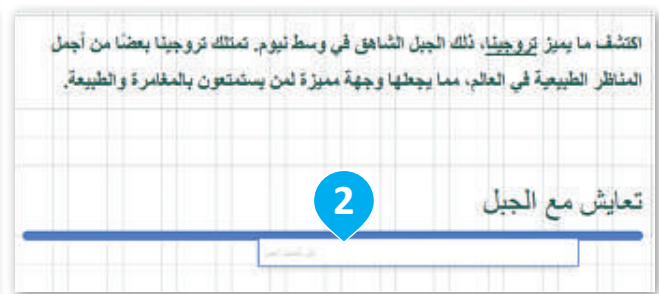 اكتشف ما يميز تروجينا، ذلك الجبل الشاهق في وسط نيوم. تمتلك تروجينا بعضًا من أجمل
المناظر الطبيعية في العالم، مما يجعلها وجهة مميزة لمن يستمتعون بالمغامرة والطبيعة.
تعايش مع الجبل
2